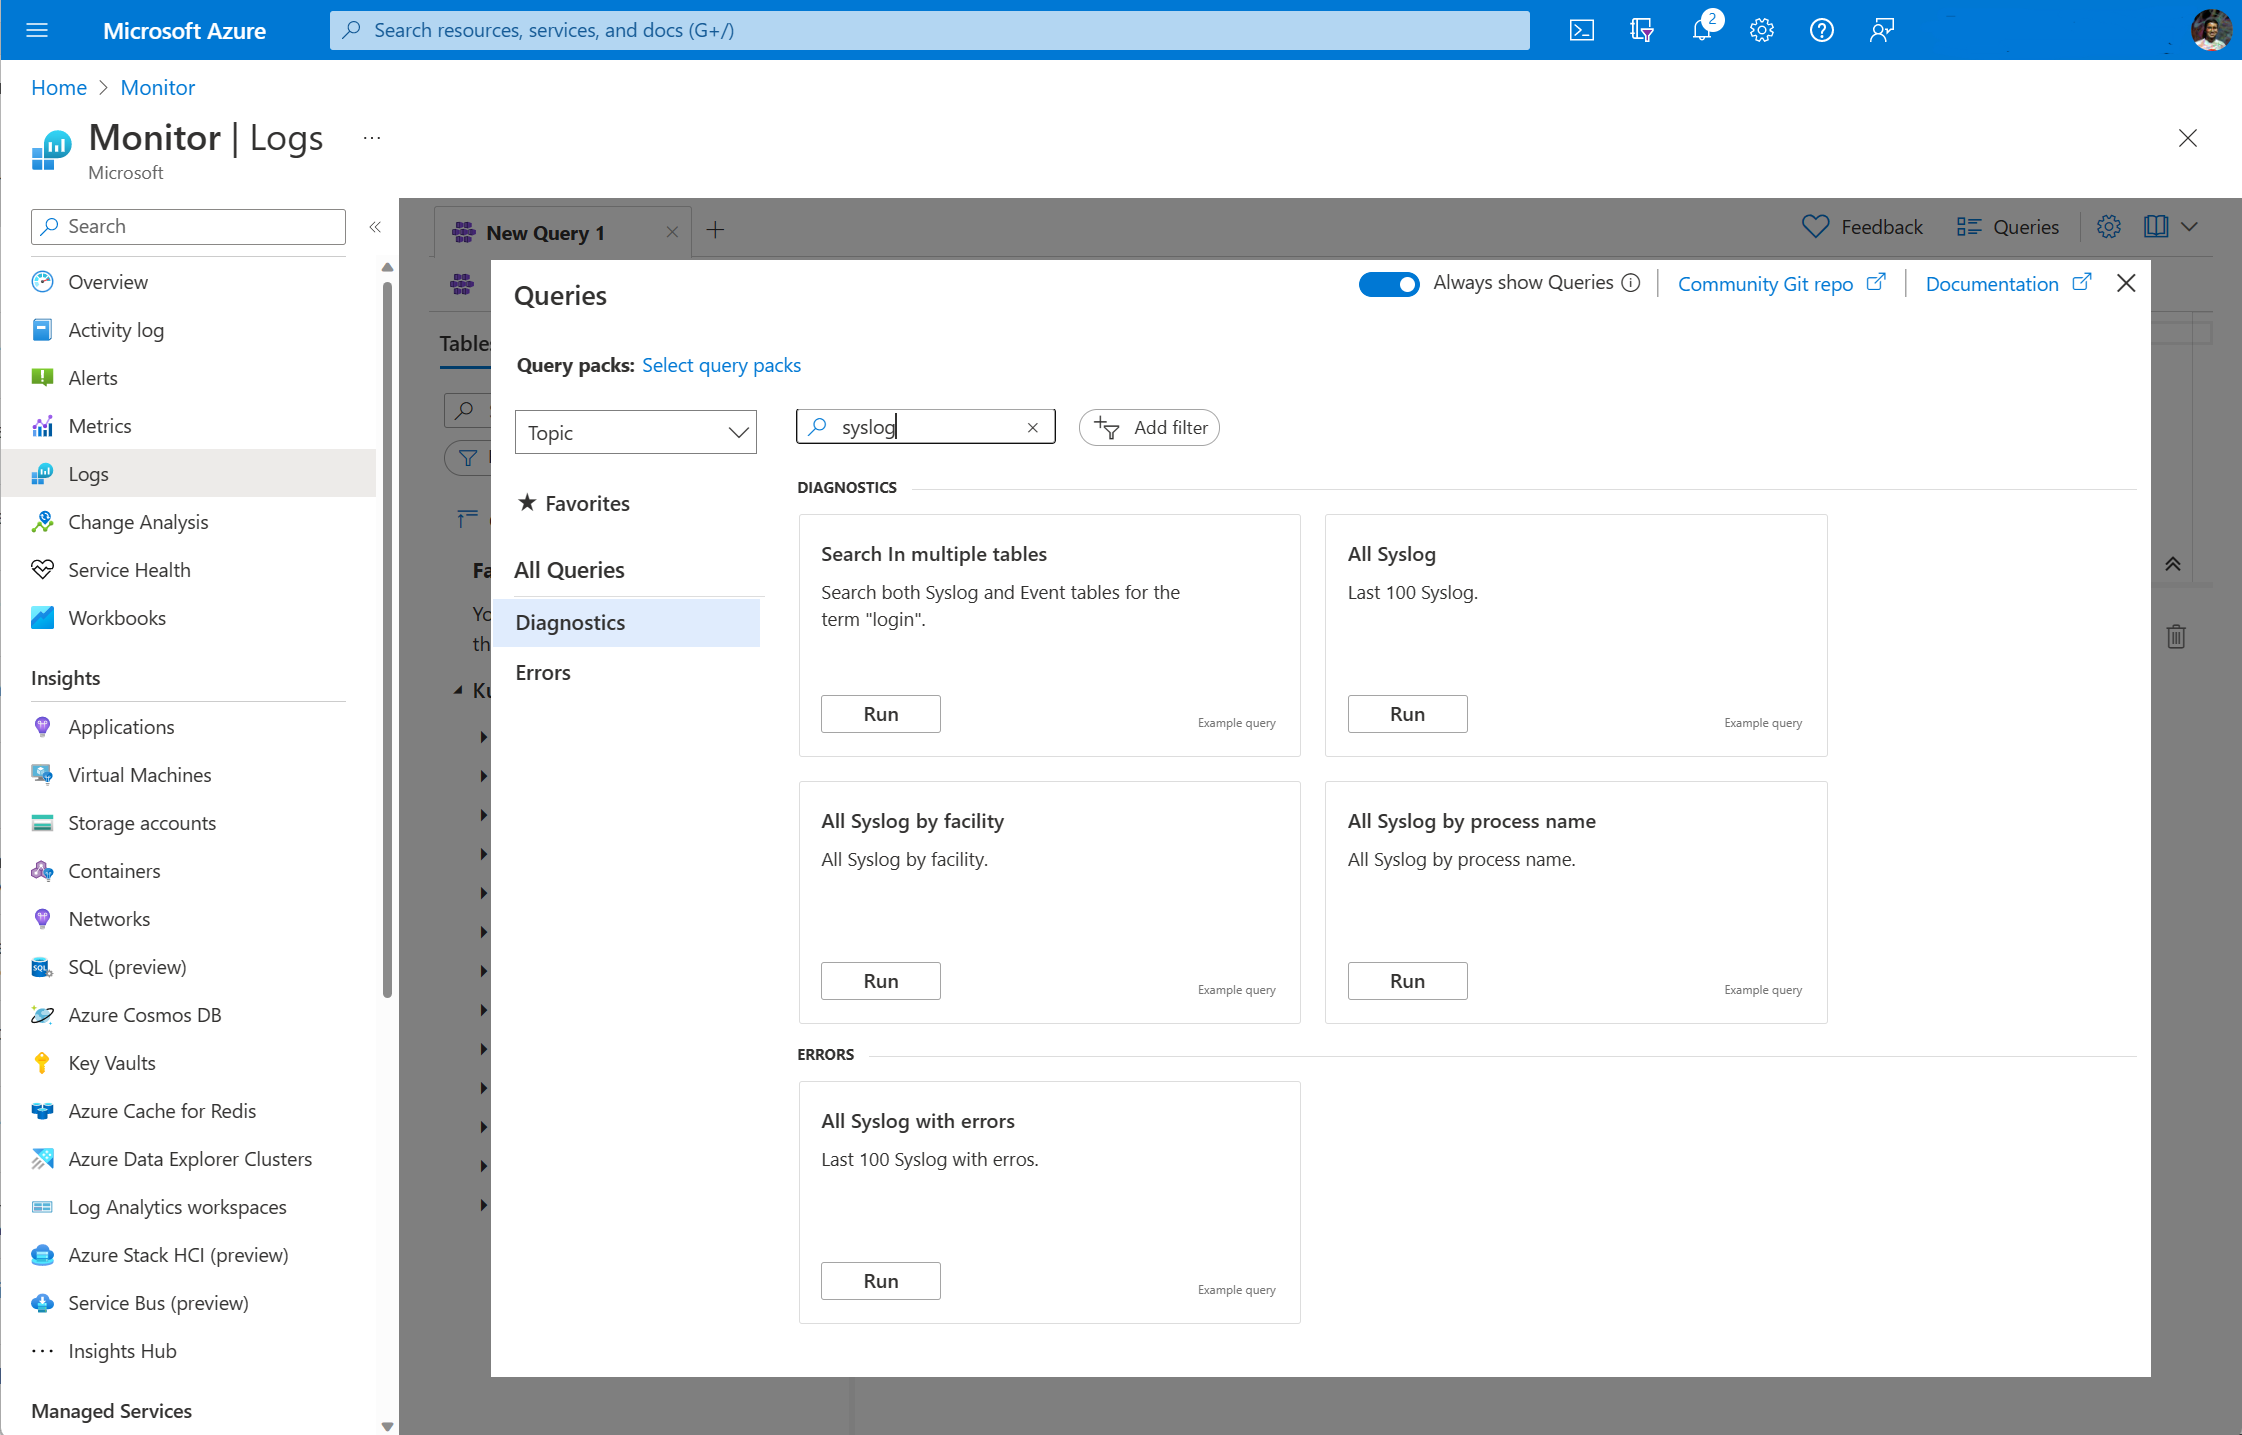 Microsoft Azure
Search resources, services, and docs (G+/)
2
Home > Monitor
Monitor | Logs
...
Microsoft
Search
«
Overview
Activity log
Alerts
Metrics
Logs
Change Analysis
Service Health
Workbooks
Insights
Applications
Virtual Machines
Storage accounts
Containers
Networks
SQL (preview)
Azure Cosmos DB
Key Vaults
Azure Cache for Redis
Azure Data Explorer Clusters
Log Analytics workspaces
Azure Stack HCI (preview)
Service Bus (preview)
Insights Hub
Managed Services
New Query 1
Feedback
Queries
Tables
Fa
Yo
th
Ku
Queries
Always show Queries
Community Git repo
Documentation
Query packs: Select query packs
Topic
syslog
Add filter
Favorites
All Queries
Diagnostics
Errors
DIAGNOSTICS
Search In multiple tables
Search both Syslog and Event tables for the
term "login".
Run
Example query
All Syslog
Last 100 Syslog.
Run
Example query
All Syslog by facility
All Syslog by facility.
Run
Example query
All Syslog by process name
All Syslog by process name.
Run
Example query
ERRORS
All Syslog with errors
Last 100 Syslog with erros.
Run
Example query